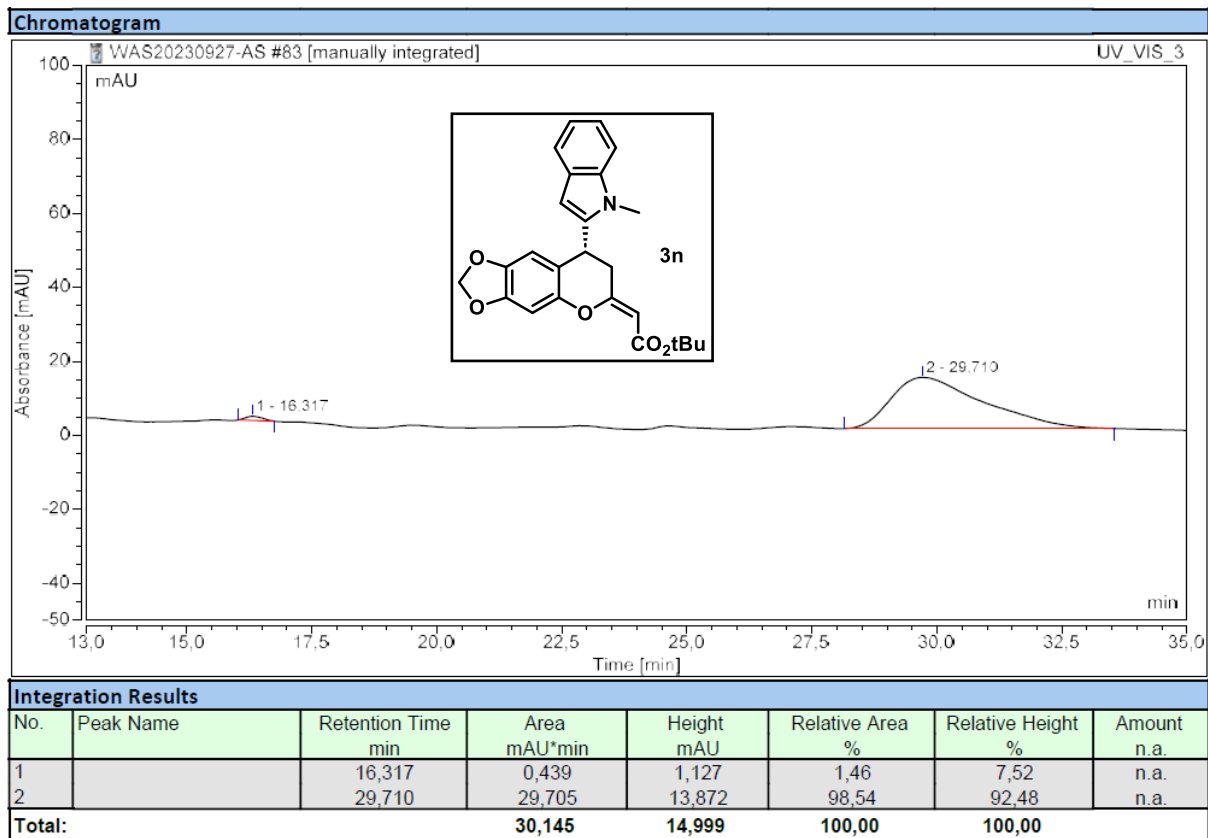 Chromatogram
WAS20230927-AS #83 [manually integrated] UV_VIS_3
mAU
100
80
60
40
20
0
-20
-40
-50
Absorbance [mAU]
N
3n
O
O
O
CO2tBu
1 - 16.317
2 - 29.710
min
13,0 15,0 17,5 20,0 22,5 25,0 27,5 30,0 32,5 35,0
Time [min]
Integration Results
No. Peak Name Retention Time Area Height Relative Area Relative Height Amount
min mAU*min mAU % % n.a.
1 16,317 0,439 1,127 1,46 7,52 n.a.
2 29,710 29,705 13,872 98,54 92,48 n.a.
Total: 30,145 14,999 100,00 100,00